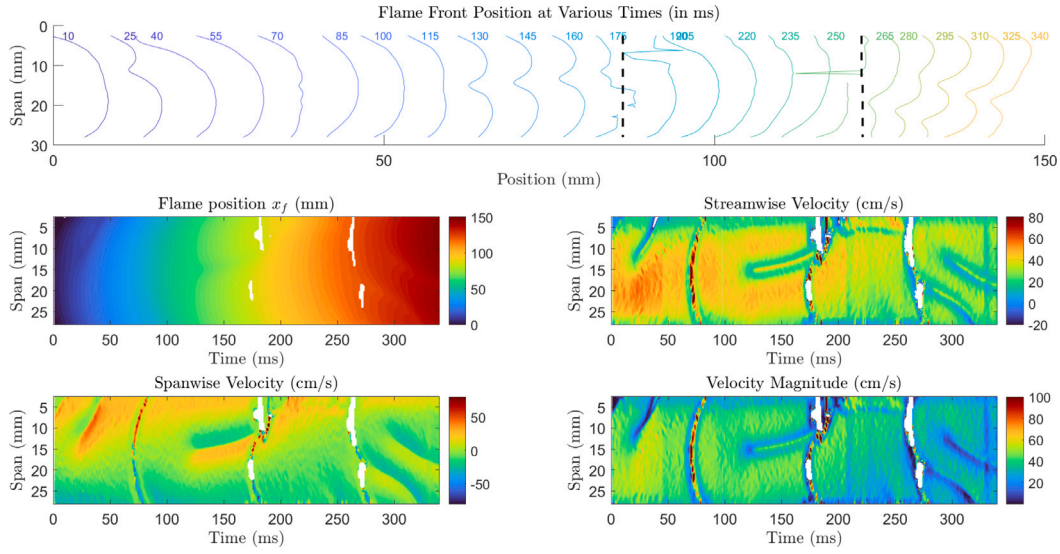 Flame Front Position at Various Times (in ms)
Span (mm)
0
10
20
30
10 25 40 55 70 85 100 115 130 145 160 175 190 205 220 235 250 265 280 295 310 325 340
0 50 100 150
Position (mm)
Flame position x_f (mm)
Span (mm)
5
10
15
20
25
0 50 100 150 200 250 300
Time (ms)
150
100
50
0
Streamwise Velocity (cm/s)
Span (mm)
5
10
15
20
25
0 50 100 150 200 250 300
Time (ms)
80
60
40
20
0
-20
Spanwise Velocity (cm/s)
Span (mm)
5
10
15
20
25
0 50 100 150 200 250 300
Time (ms)
50
0
-50
Velocity Magnitude (cm/s)
Span (mm)
5
10
15
20
25
0 50 100 150 200 250 300
Time (ms)
100
80
60
40
20